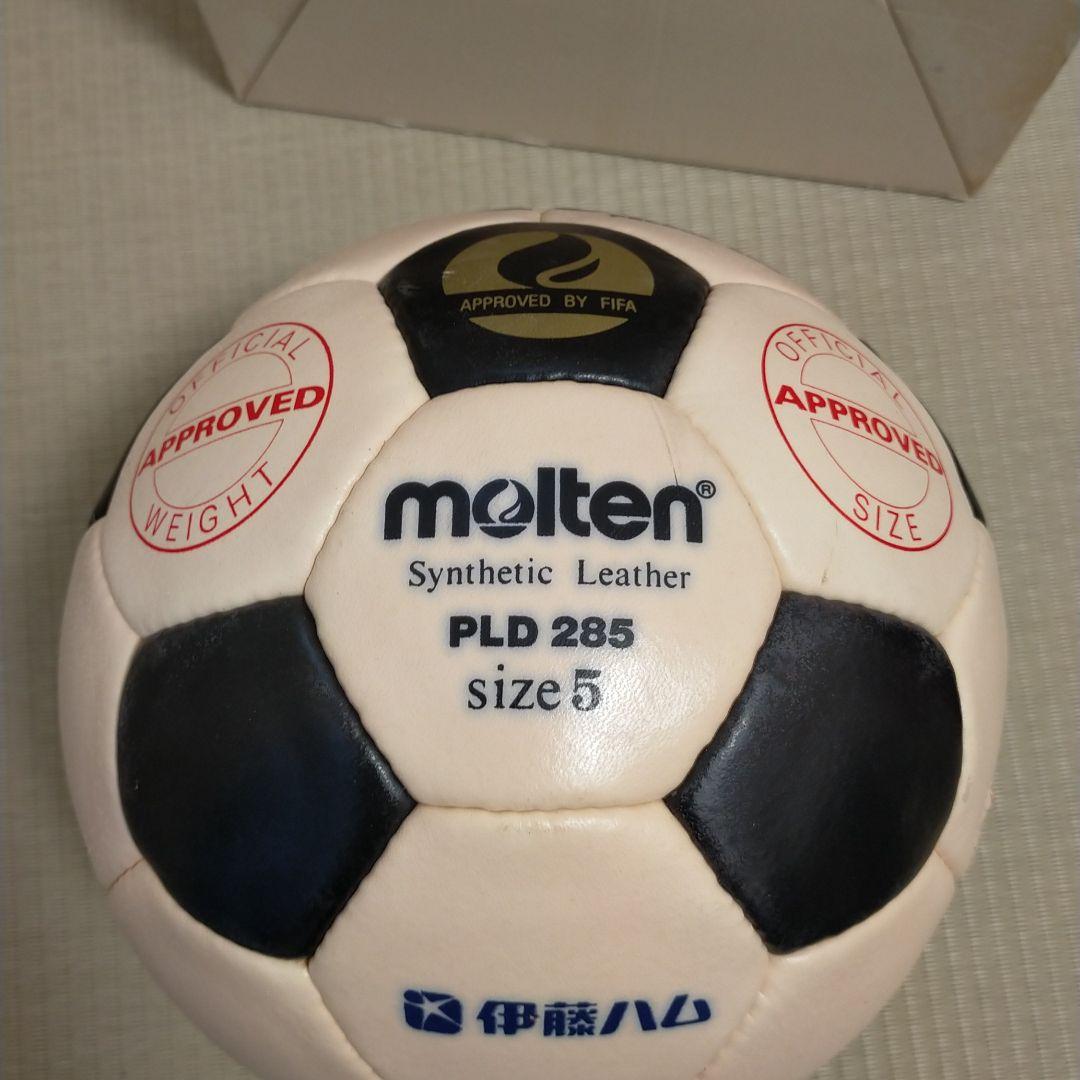 APPROVED BY FIFA
OFFICIAL
APPROVED
WEIGHT
OFFICIAL
APPROVED
SIZE
molten®
Synthetic Leather
PLD 285
size 5
伊藤ハム